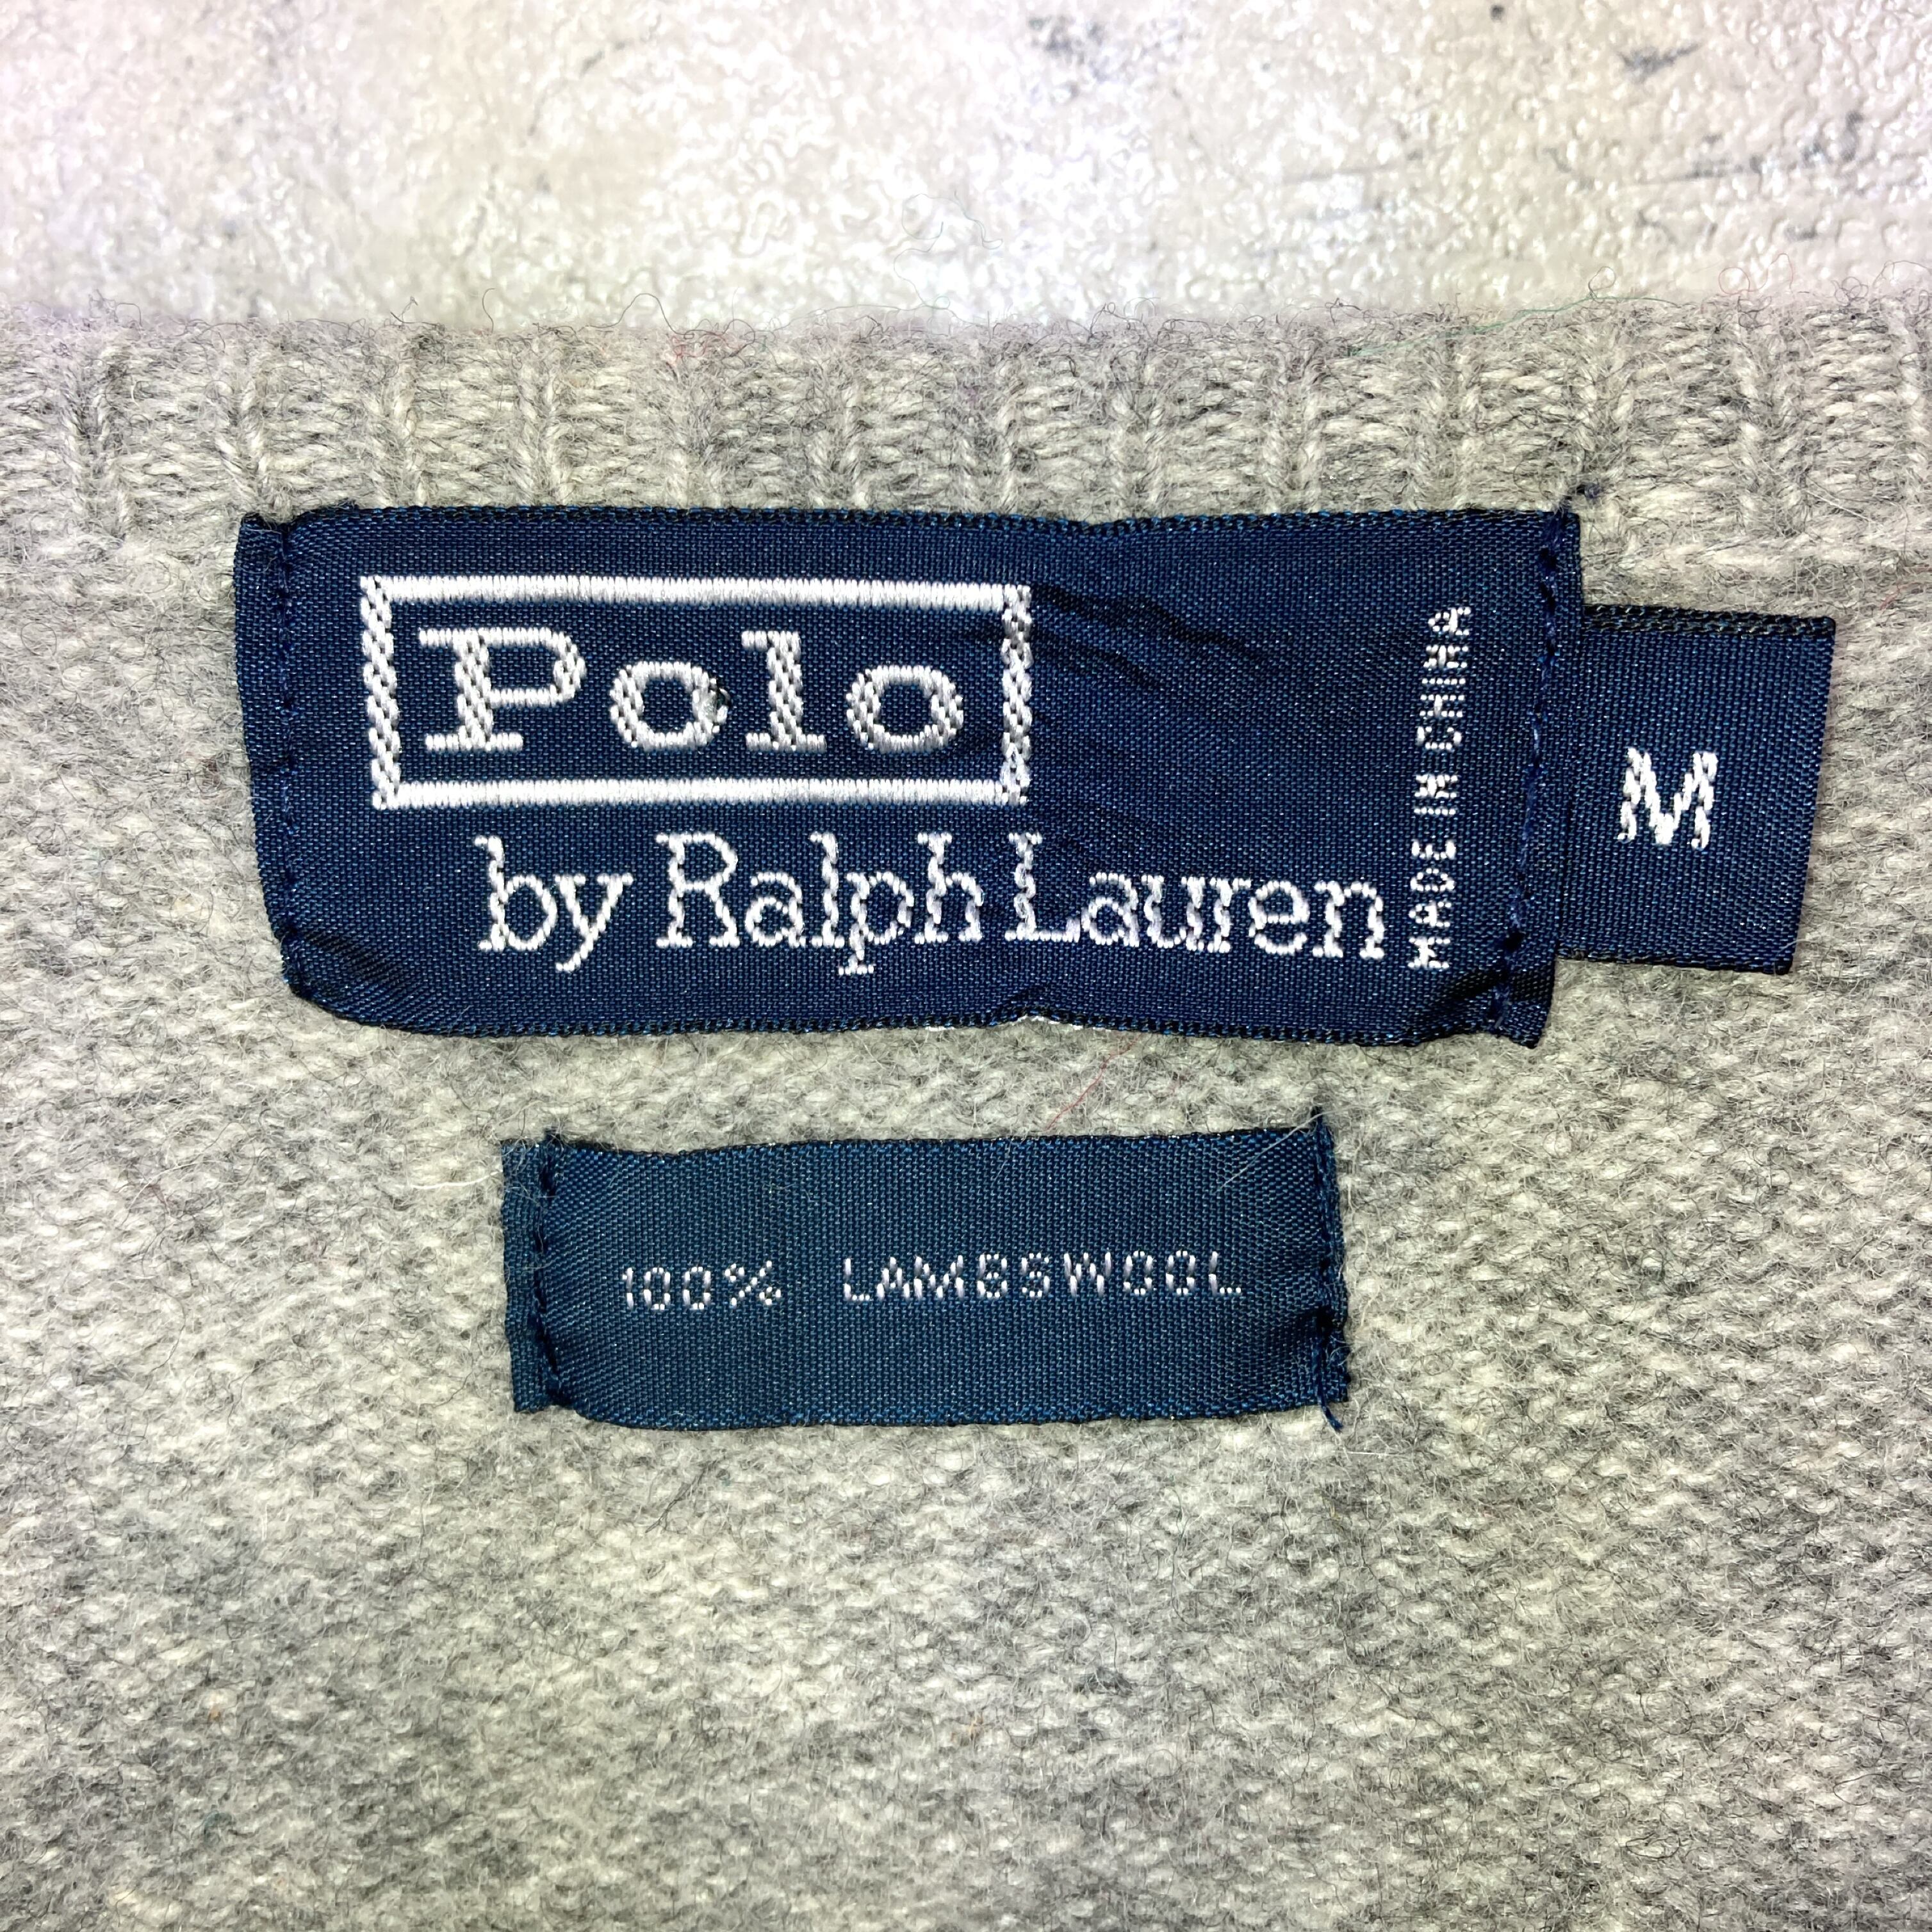 Polo
by Ralph Lauren
MADE IN CHINA
M
100% LAMBSWOOL